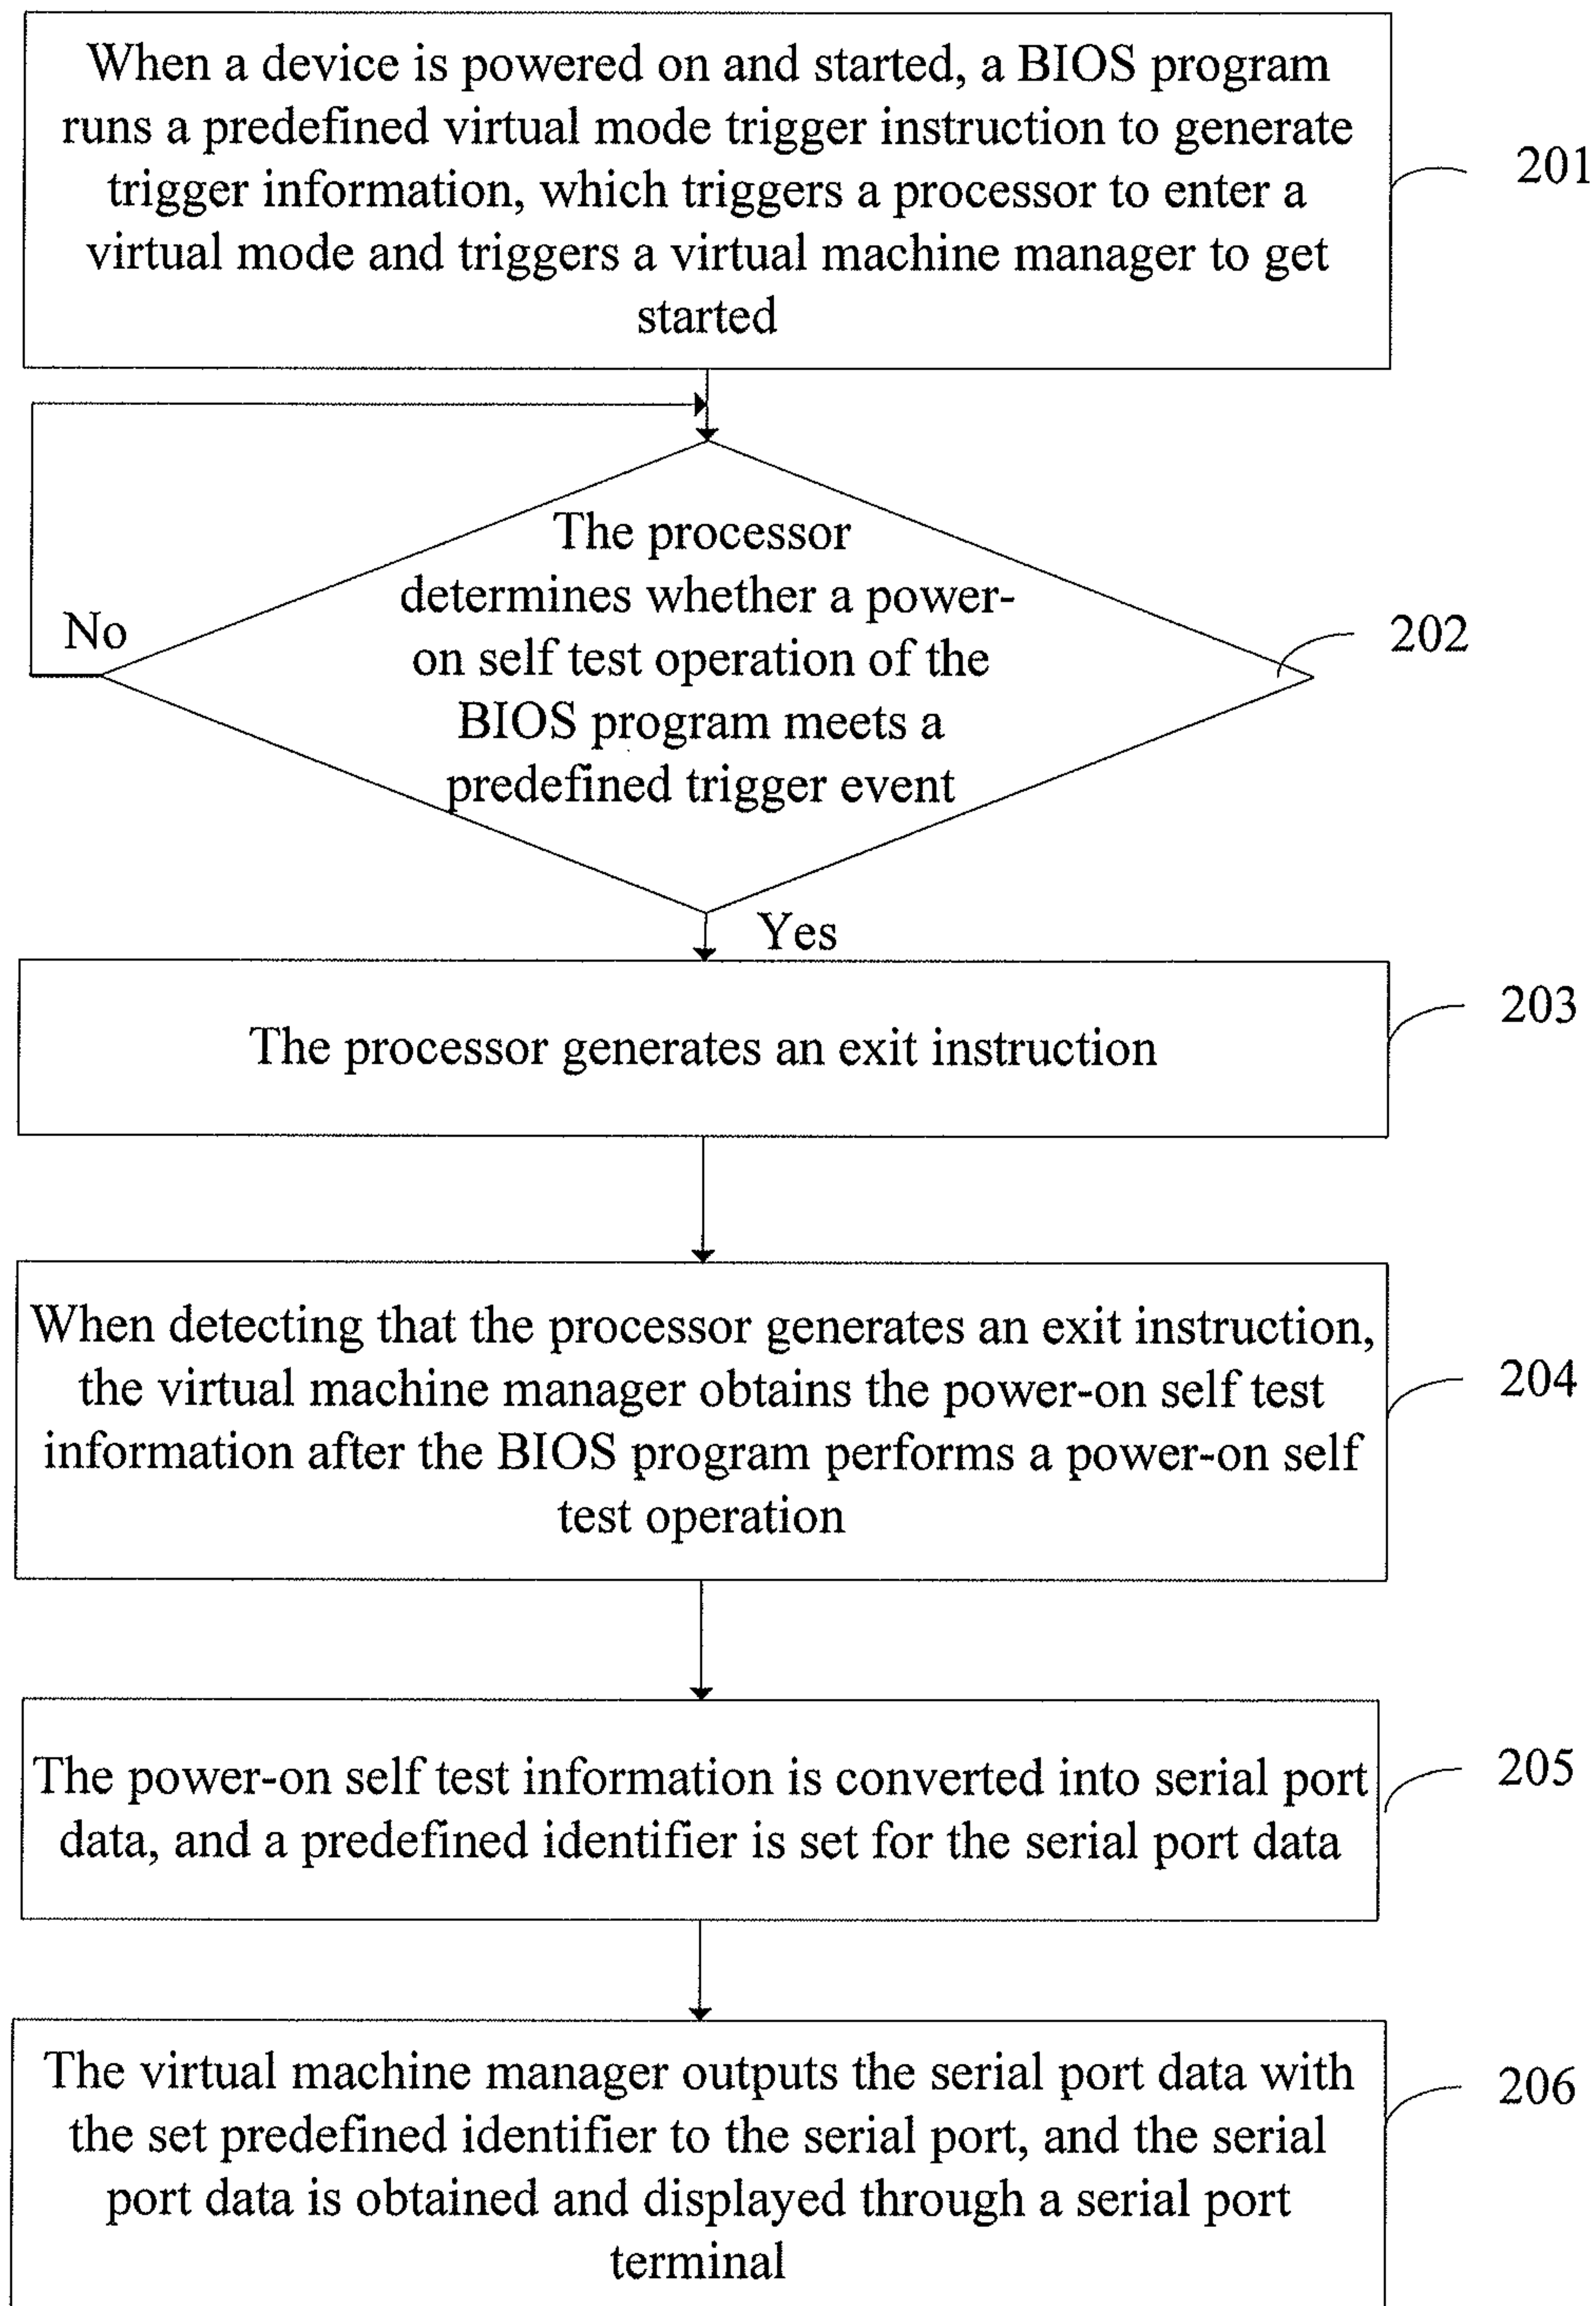 When a device is powered on and started, a BIOS program
runs a predefined virtual mode trigger instruction to generate
trigger information, which triggers a processor to enter a
virtual mode and triggers a virtual machine manager to get
started
201
The processor
determines whether a power-
on self test operation of the
BIOS program meets a
predefined trigger event
No
202
Yes
The processor generates an exit instruction
203
When detecting that the processor generates an exit instruction,
the virtual machine manager obtains the power-on self test
information after the BIOS program performs a power-on self
test operation
204
The power-on self test information is converted into serial port
data, and a predefined identifier is set for the serial port data
205
The virtual machine manager outputs the serial port data with
the set predefined identifier to the serial port, and the serial
port data is obtained and displayed through a serial port
terminal
206